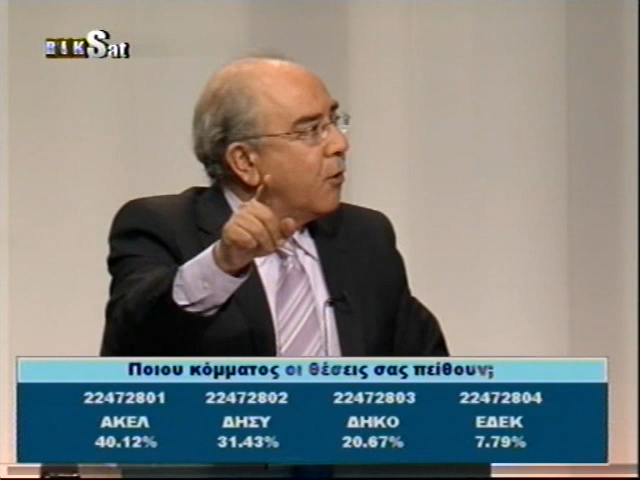 RIKSat
Ποιου κόμματος οι θέσεις σας πείθουν;
22472801 22472802 22472803 22472804
ΑΚΕΛ ΔΗΣΥ ΔΗΚΟ ΕΔΕΚ
40.12% 31.43% 20.67% 7.79%